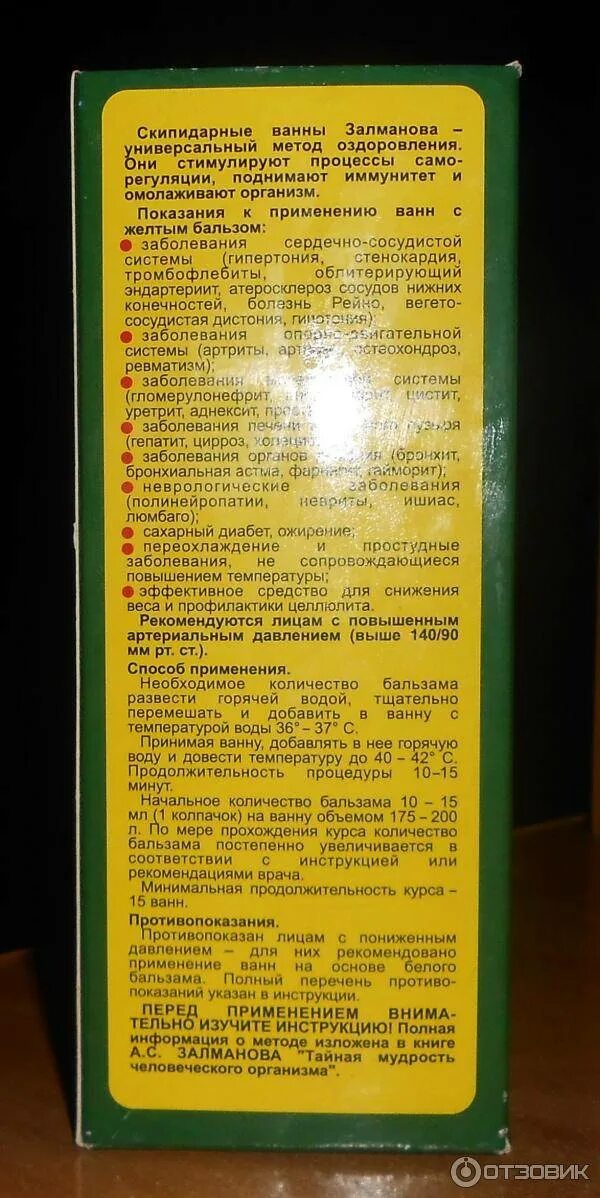 Скипидарные ванны Залманова –
универсальный метод оздоровления.
Они стимулируют процессы само-
регуляции, поднимают иммунитет и
омолаживают организм.
Показания к применению ванн с
желтым бальзом:
заболевания сердечно-сосудистой
системы (гипертония, стенокардия,
тромбофлебиты, облитерирующий
эндартериит, атеросклероз сосудов нижних
конечностей, болезнь Рейно, вегето-
сосудистая дистония, гипотония)
заболевания опорно-двигательной
системы (артриты, остеохондроз,
ревматизм);
заболевания системы
(гломерулонефрит, цистит,
уретрит, аднексит,
заболевания печени пузыря
(гепатит, цирроз,
заболевания органов (бронхит,
бронхиальная астма, гайморит);
неврологические заболевания
(полинейропатии, невриты, ишиас,
люмбаго);
сахарный диабет, ожирение;
переохлаждение и простудные
заболевания, не сопровождающиеся
повышением температуры;
эффективное средство для снижения
веса и профилактики целлюлита.
Рекомендуются лицам с повышенным
артериальным давлением (выше 140/90
мм рт. ст.).
Способ применения.
Необходимое количество бальзама
развести горячей водой, тщательно
перемешать и добавить в ванну с
температурой воды 36°– 37° С.
Принимая ванну, добавлять в нее горячую
воду и довести температуру до 40 – 42° С.
Продолжительность процедуры 10–15
минут.
Начальное количество бальзама 10 – 15
мл (1 колпачок) на ванну объемом 175 – 200
л. По мере прохождения курса количество
бальзама постепенно увеличивается в
соответствии с инструкцией или
рекомендациями врача.
Минимальная продолжительность курса –
15 ванн.
Противопоказания.
Противопоказан лицам с пониженным
давлением – для них рекомендовано
применение ванн на основе белого
бальзама. Полный перечень противо-
показаний указан в инструкции.
ПЕРЕД ПРИМЕНЕНИЕМ ВНИМА-
ТЕЛЬНО ИЗУЧИТЕ ИНСТРУКЦИЮ! Полная
информация о методе изложена в книге
А.С. ЗАЛМАНОВА "Тайная мудрость
человеческого организма".
ОТЗОВИК